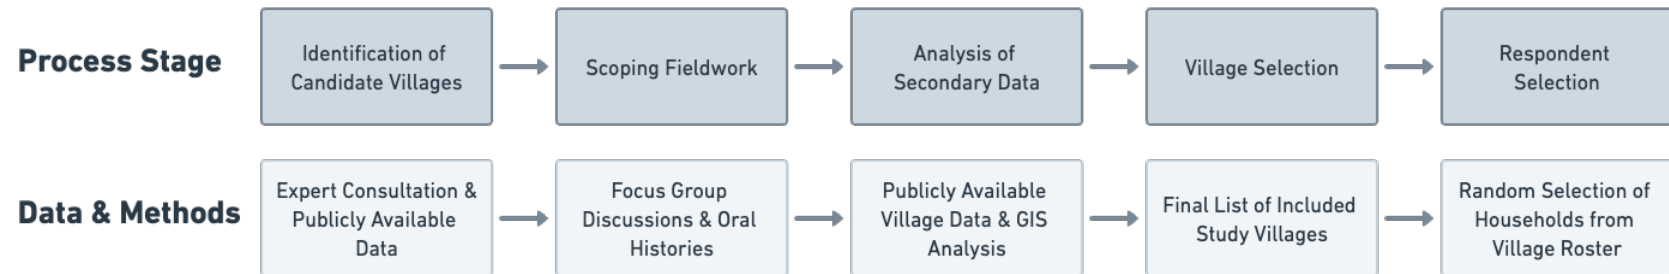 Process Stage
Identification of
Candidate Villages
Scoping Fieldwork
Analysis of
Secondary Data
Village Selection
Respondent
Selection
Data & Methods
Expert Consultation &
Publicly Available
Data
Focus Group
Discussions & Oral
Histories
Publicly Available
Village Data & GIS
Analysis
Final List of Included
Study Villages
Random Selection of
Households from
Village Roster